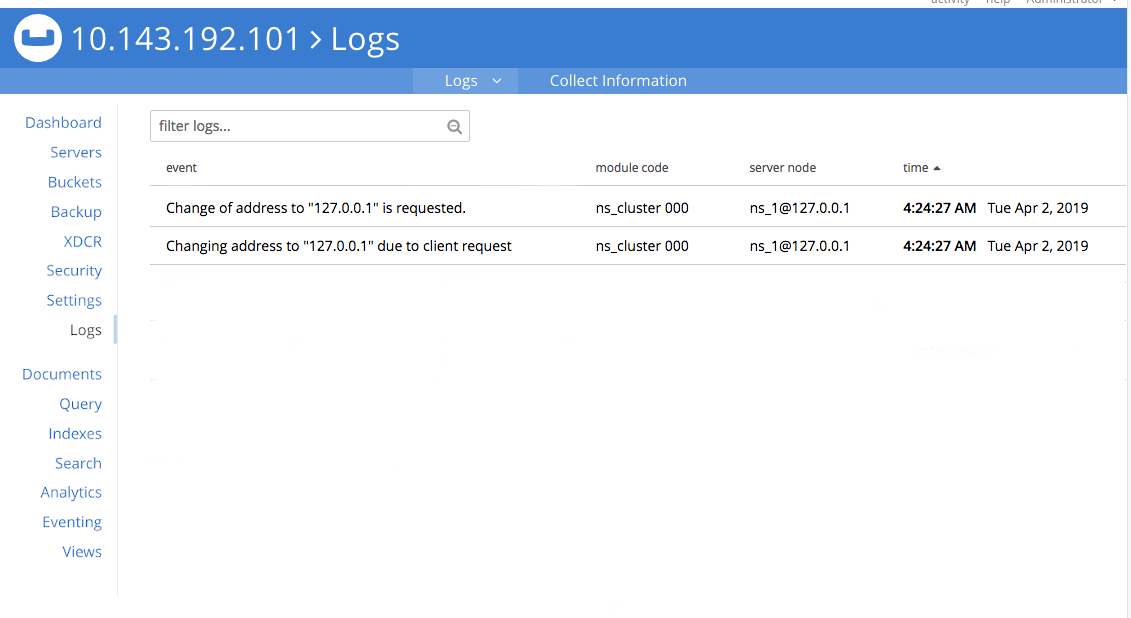 activity help Administrator
10.143.192.101 > Logs
Logs Collect Information
Dashboard
Servers
Buckets
Backup
XDCR
Security
Settings
Logs
Documents
Query
Indexes
Search
Analytics
Eventing
Views
filter logs...
event module code server node time
Change of address to "127.0.0.1" is requested. ns_cluster 000 ns_1@127.0.0.1 4:24:27 AM Tue Apr 2, 2019
Changing address to "127.0.0.1" due to client request ns_cluster 000 ns_1@127.0.0.1 4:24:27 AM Tue Apr 2, 2019